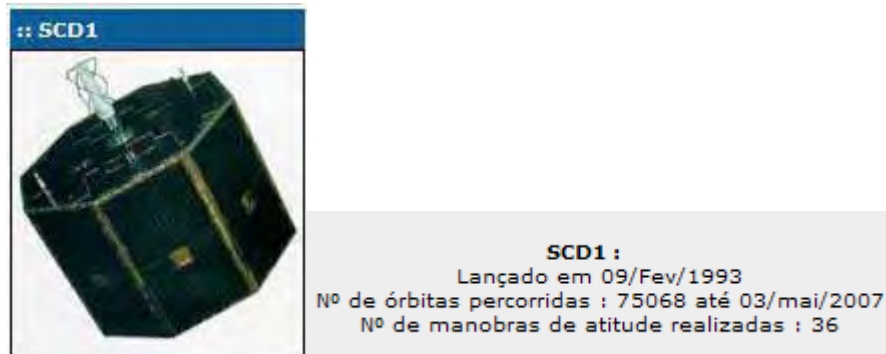 :: SCD1
SCD1 :
Lançado em 09/Fev/1993
Nº de órbitas percorridas : 75068 até 03/mai/2007
Nº de manobras de atitude realizadas : 36